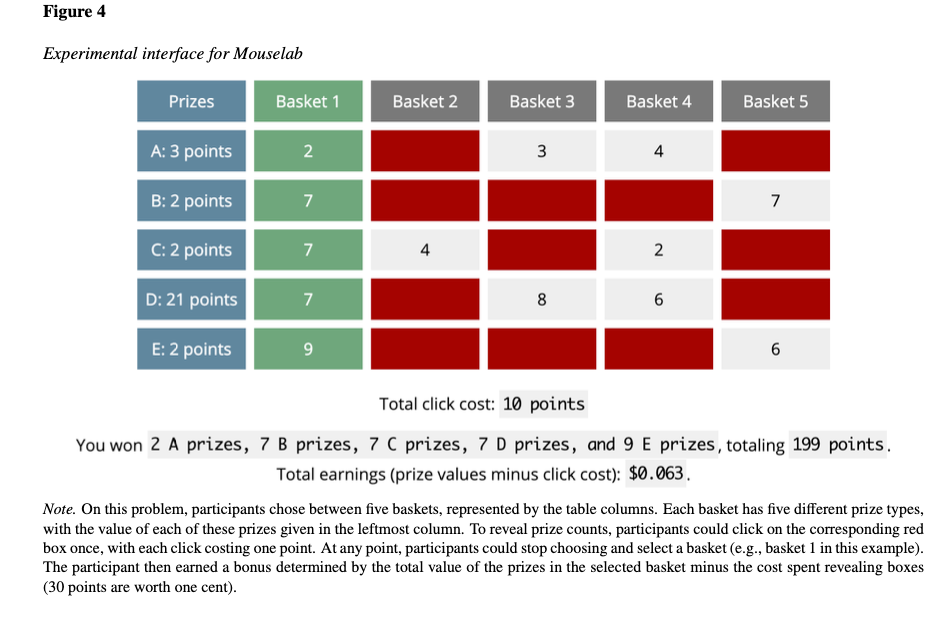 Figure 4
Experimental interface for Mouselab
Prizes Basket 1 Basket 2 Basket 3 Basket 4 Basket 5
A: 3 points 2 3 4
B: 2 points 7 7
C: 2 points 7 4 2
D: 21 points 7 8 6
E: 2 points 9 6
Total click cost: 10 points
You won 2 A prizes, 7 B prizes, 7 C prizes, 7 D prizes, and 9 E prizes, totaling 199 points.
Total earnings (prize values minus click cost): $0.063.
Note. On this problem, participants chose between five baskets, represented by the table columns. Each basket has five different prize types,
with the value of each of these prizes given in the leftmost column. To reveal prize counts, participants could click on the corresponding red
box once, with each click costing one point. At any point, participants could stop choosing and select a basket (e.g., basket 1 in this example).
The participant then earned a bonus determined by the total value of the prizes in the selected basket minus the cost spent revealing boxes
(30 points are worth one cent).